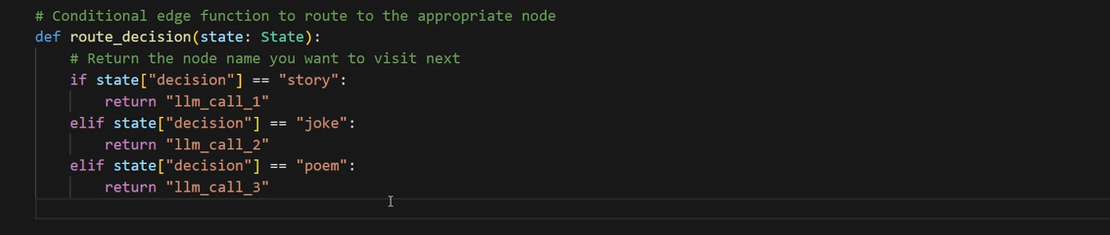 # Conditional edge function to route to the appropriate node
def route_decision(state: State):
    # Return the node name you want to visit next
    if state["decision"] == "story":
        return "llm_call_1"
    elif state["decision"] == "joke":
        return "llm_call_2"
    elif state["decision"] == "poem":
        return "llm_call_3"